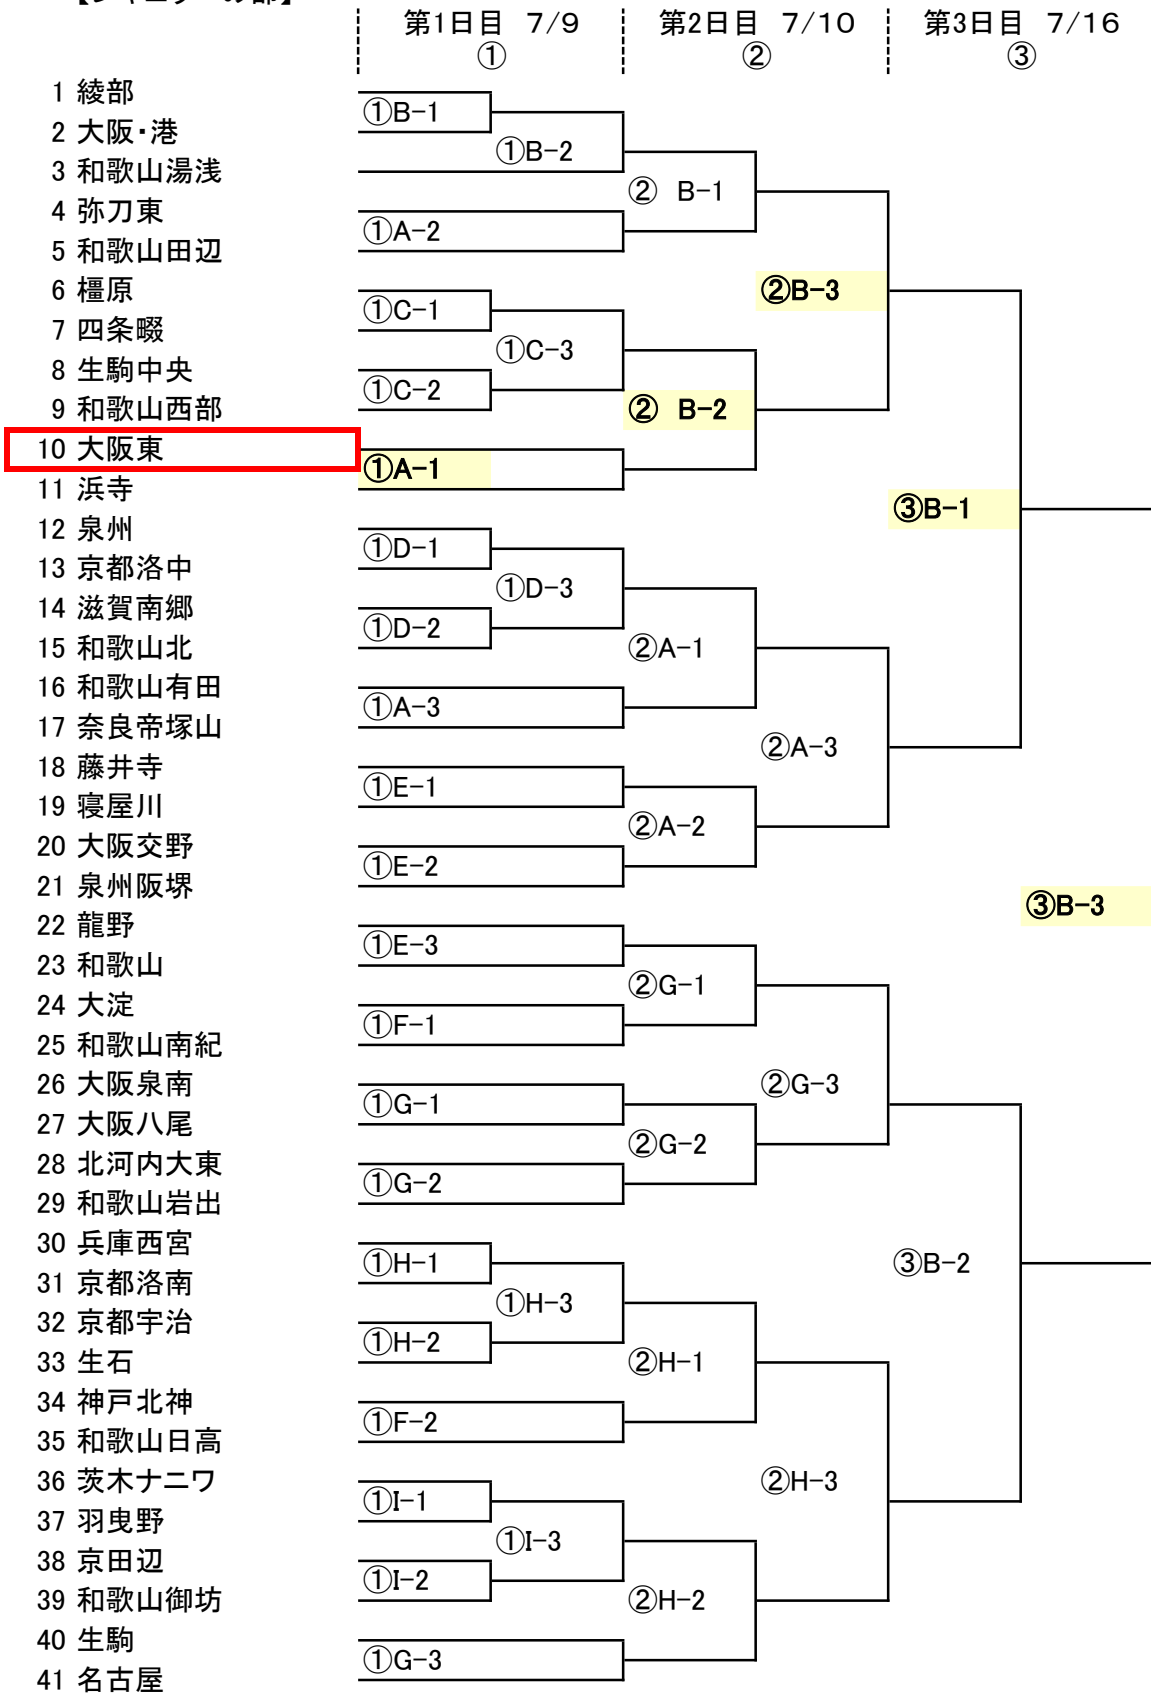 第1日目 7/9 第2日目 7/10 第3日目 7/16
① ② ③
1 綾部
①B-1
2 大阪・港
①B-2
3 和歌山湯浅
② B-1
4 弥刀東
①A-2
5 和歌山田辺
6 橿原
②B-3
①C-1
7 四条畷
①C-3
8 生駒中央
①C-2
9 和歌山西部
② B-2
10 大阪東
①A-1
11 浜寺
③B-1
12 泉州
①D-1
13 京都洛中
①D-3
14 滋賀南郷
①D-2
15 和歌山北
②A-1
16 和歌山有田
①A-3
17 奈良帝塚山
②A-3
18 藤井寺
①E-1
19 寝屋川
②A-2
20 大阪交野
①E-2
21 泉州阪堺
③B-3
22 龍野
①E-3
23 和歌山
②G-1
24 大淀
①F-1
25 和歌山南紀
26 大阪泉南
②G-3
①G-1
27 大阪八尾
②G-2
28 北河内大東
①G-2
29 和歌山岩出
30 兵庫西宮
①H-1
③B-2
31 京都洛南
①H-3
32 京都宇治
①H-2
33 生石
②H-1
34 神戸北神
①F-2
35 和歌山日高
36 茨木ナニワ
②H-3
①I-1
37 羽曳野
①I-3
38 京田辺
①I-2
39 和歌山御坊
②H-2
40 生駒
①G-3
41 名古屋